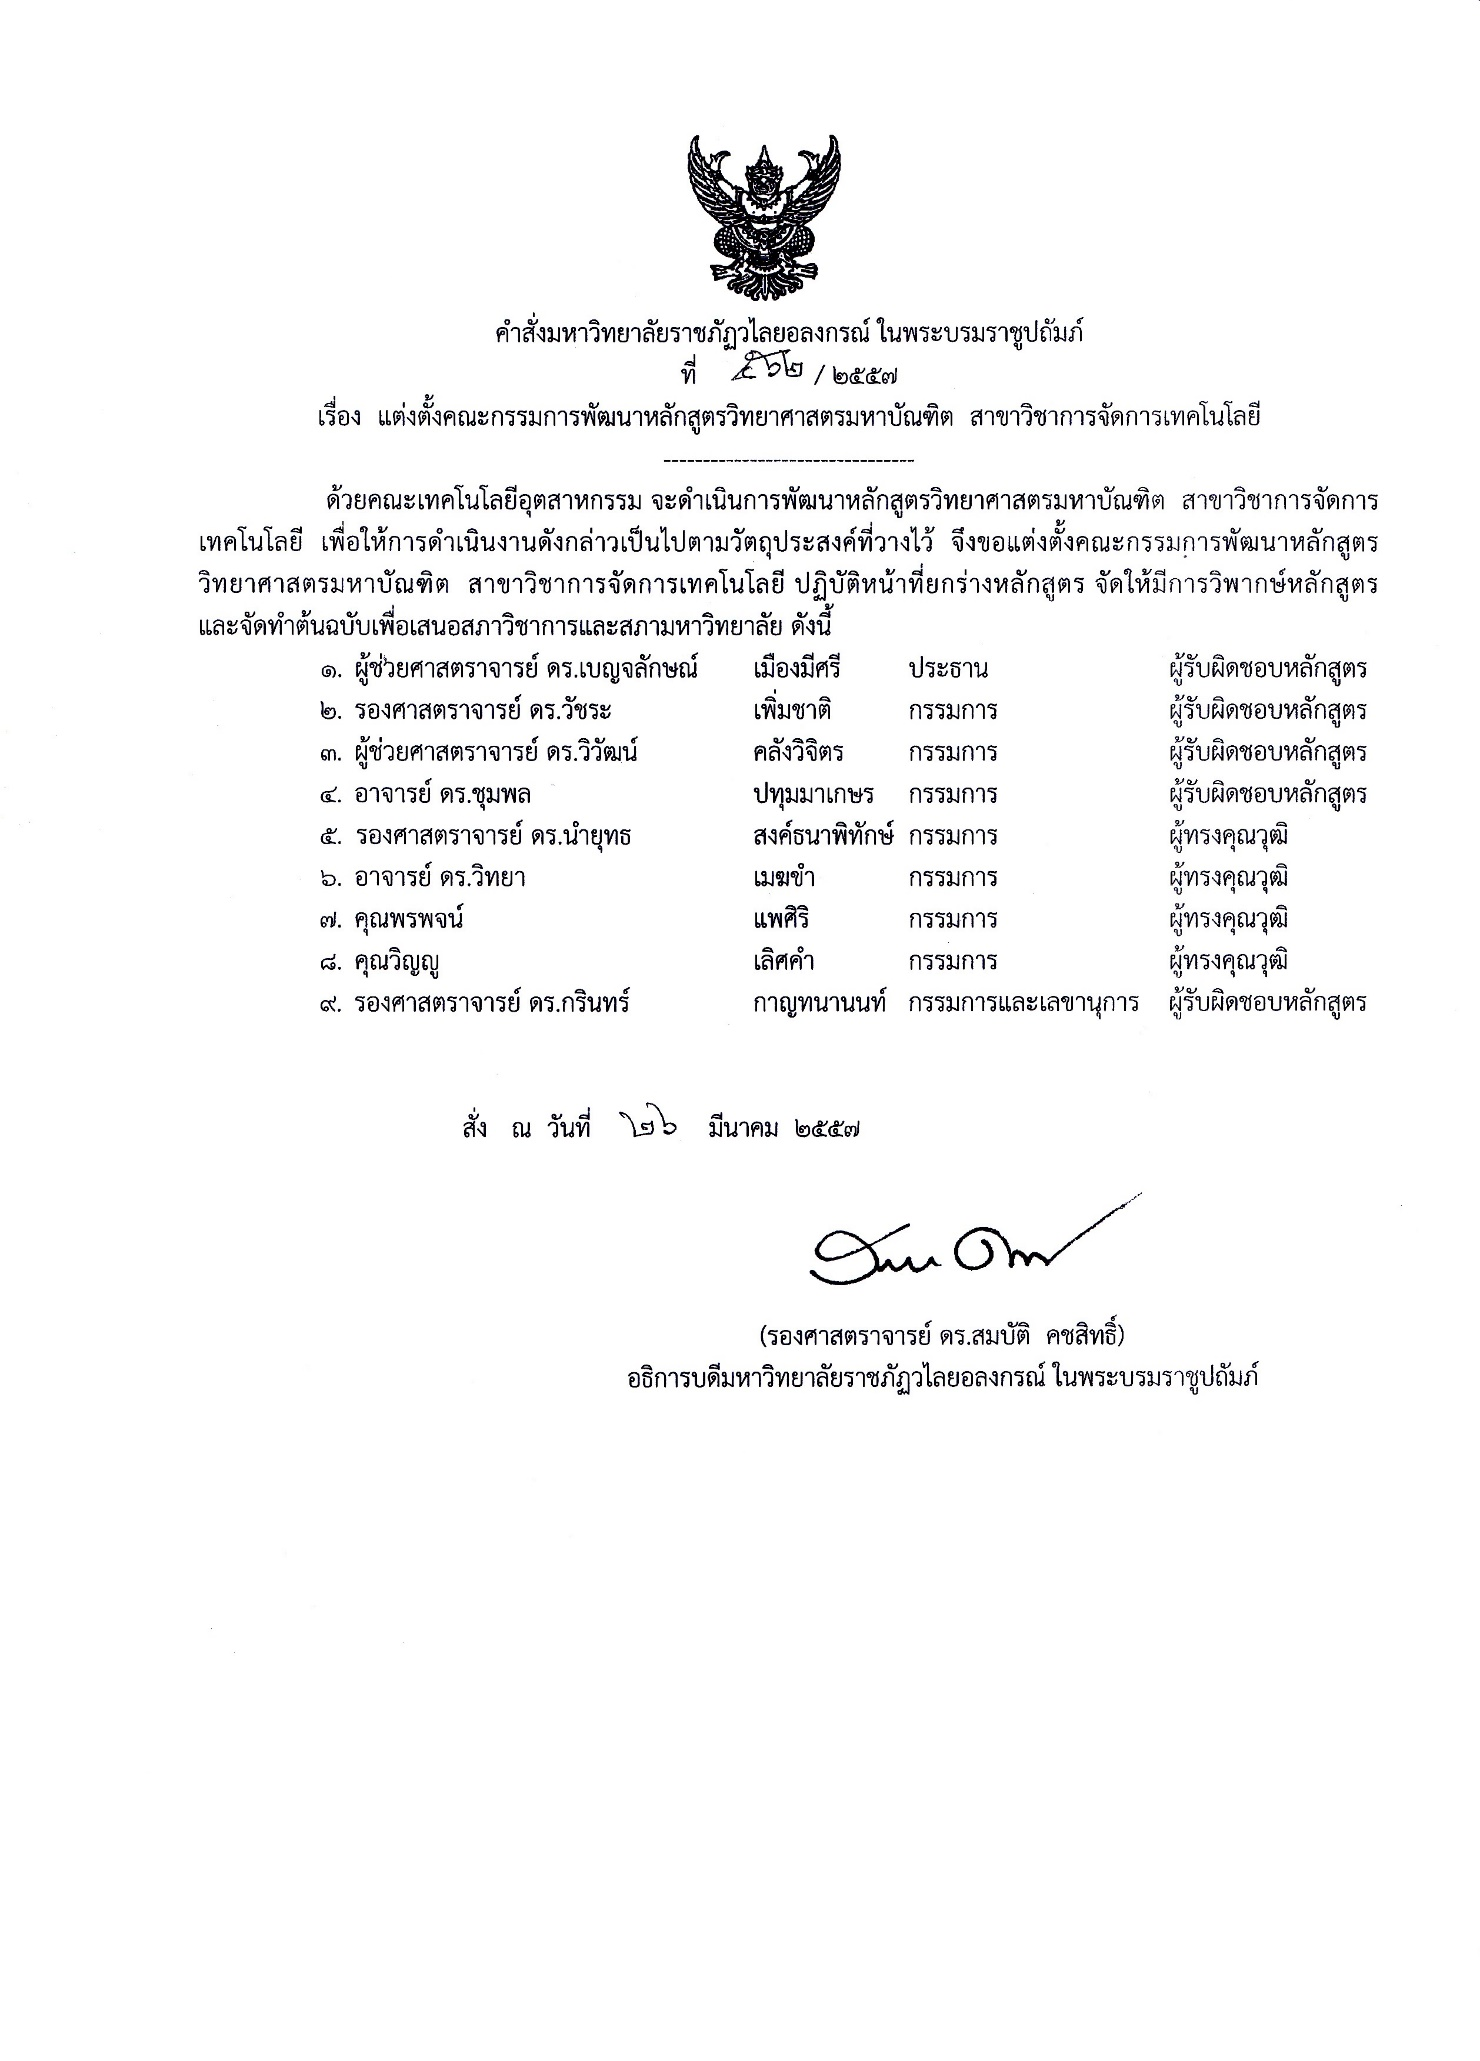 คำสั่งมหาวิทยาลัยราชภัฏวไลยอลงกรณ์ ในพระบรมราชูปถัมภ์
ที่ ๕๖๒ / ๒๕๕๗
เรื่อง แต่งตั้งคณะกรรมการพัฒนาหลักสูตรวิทยาศาสตรมหาบัณฑิต สาขาวิชาการจัดการเทคโนโลยี
--------------------------------
ด้วยคณะเทคโนโลยีอุตสาหกรรม จะดำเนินการพัฒนาหลักสูตรวิทยาศาสตรมหาบัณฑิต สาขาวิชาการจัดการ
เทคโนโลยี เพื่อให้การดำเนินงานดังกล่าวเป็นไปตามวัตถุประสงค์ที่วางไว้ จึงขอแต่งตั้งคณะกรรมการพัฒนาหลักสูตร
วิทยาศาสตรมหาบัณฑิต สาขาวิชาการจัดการเทคโนโลยี ปฏิบัติหน้าที่ยกร่างหลักสูตร จัดให้มีการวิพากษ์หลักสูตร
และจัดทำต้นฉบับเพื่อเสนอสภาวิชาการและสภามหาวิทยาลัย ดังนี้
๑. ผู้ช่วยศาสตราจารย์ ดร.เบญจลักษณ์ เมืองมีศรี ประธาน ผู้รับผิดชอบหลักสูตร
๒. รองศาสตราจารย์ ดร.วัชระ เพิ่มชาติ กรรมการ ผู้รับผิดชอบหลักสูตร
๓. ผู้ช่วยศาสตราจารย์ ดร.วิวัฒน์ คลังวิจิตร กรรมการ ผู้รับผิดชอบหลักสูตร
๔. อาจารย์ ดร.ชุมพล ปทุมมาเกษร กรรมการ ผู้รับผิดชอบหลักสูตร
๕. รองศาสตราจารย์ ดร.นำยุทธ สงค์ธนาพิทักษ์ กรรมการ ผู้ทรงคุณวุฒิ
๖. อาจารย์ ดร.วิทยา เมฆขำ กรรมการ ผู้ทรงคุณวุฒิ
๗. คุณพรพจน์ แพศิริ กรรมการ ผู้ทรงคุณวุฒิ
๘. คุณวิญญู เลิศคำ กรรมการ ผู้ทรงคุณวุฒิ
๙. รองศาสตราจารย์ ดร.กรินทร์ กาญทนานนท์ กรรมการและเลขานุการ ผู้รับผิดชอบหลักสูตร
สั่ง ณ วันที่ ๒๖ มีนาคม ๒๕๕๗
(รองศาสตราจารย์ ดร.สมบัติ คชสิทธิ์)
อธิการบดีมหาวิทยาลัยราชภัฏวไลยอลงกรณ์ ในพระบรมราชูปถัมภ์